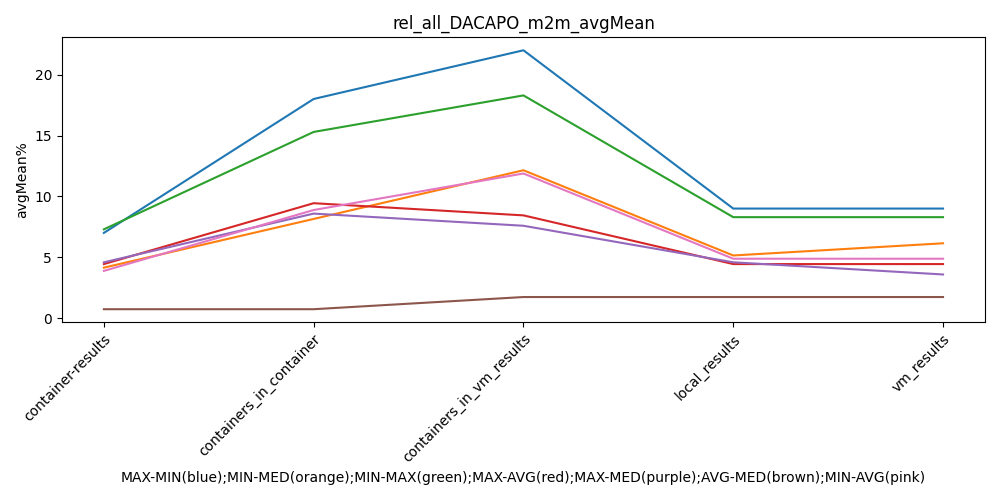 rel_all_DACAPO_m2m_avgMean
avgMean%
20
15
10
5
0
container-results
containers_in_container
containers_in_vm_results
local_results
vm_results
MAX-MIN(blue);MIN-MED(orange);MIN-MAX(green);MAX-AVG(red);MAX-MED(purple);AVG-MED(brown);MIN-AVG(pink)